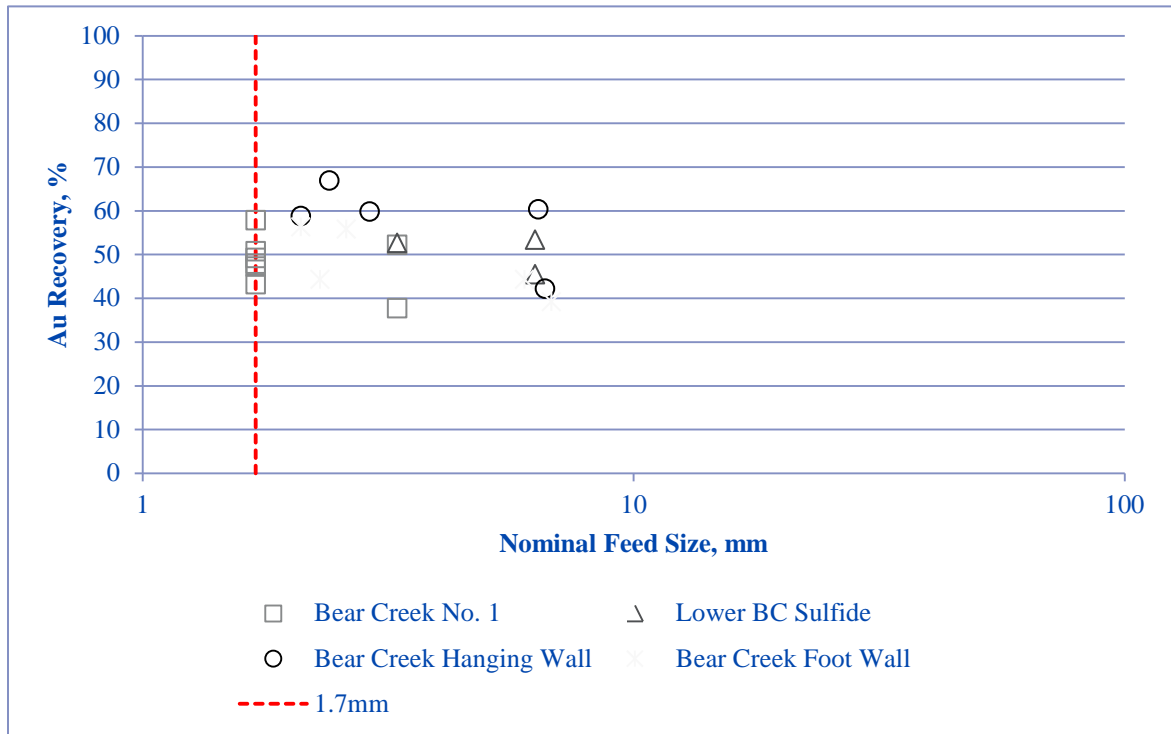 100
90
80
70
60
50
40
30
20
10
0
Au Recovery, %
1 10 100
Nominal Feed Size, mm
Bear Creek No. 1 Lower BC Sulfide
Bear Creek Hanging Wall Bear Creek Foot Wall
1.7mm